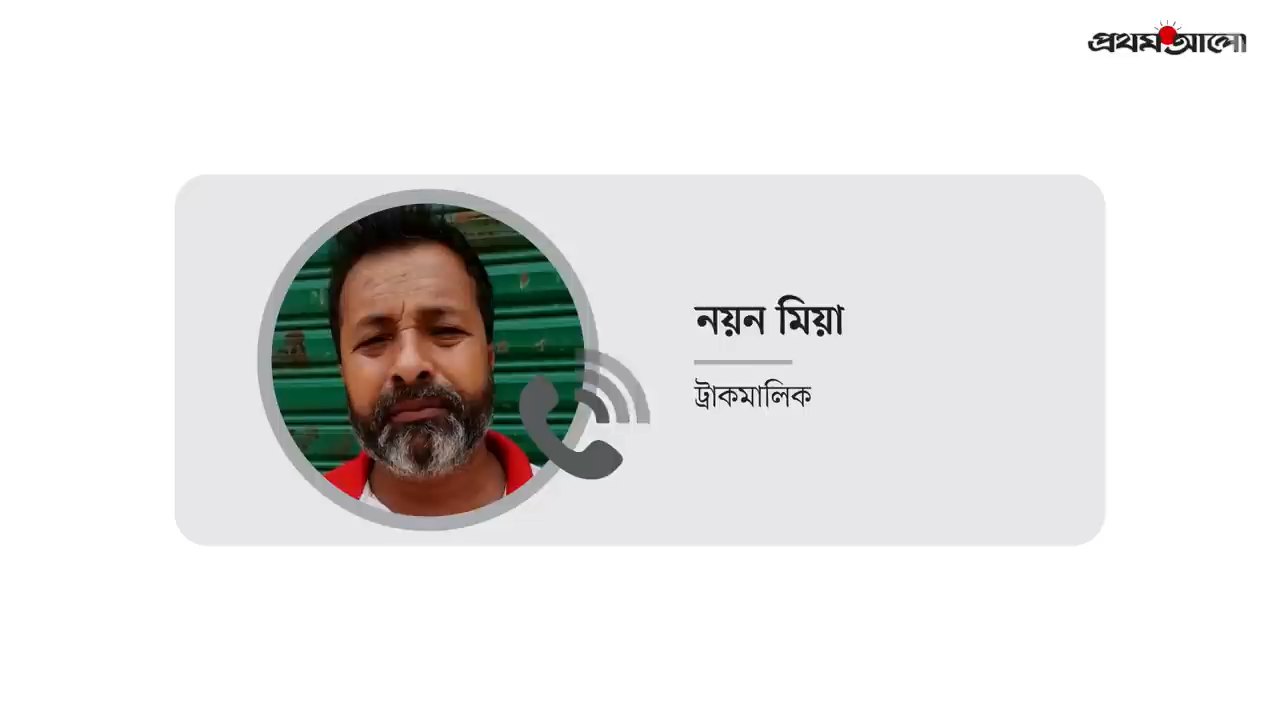 প্রথম আলো
নয়ন মিয়া
ট্রাকমালিক